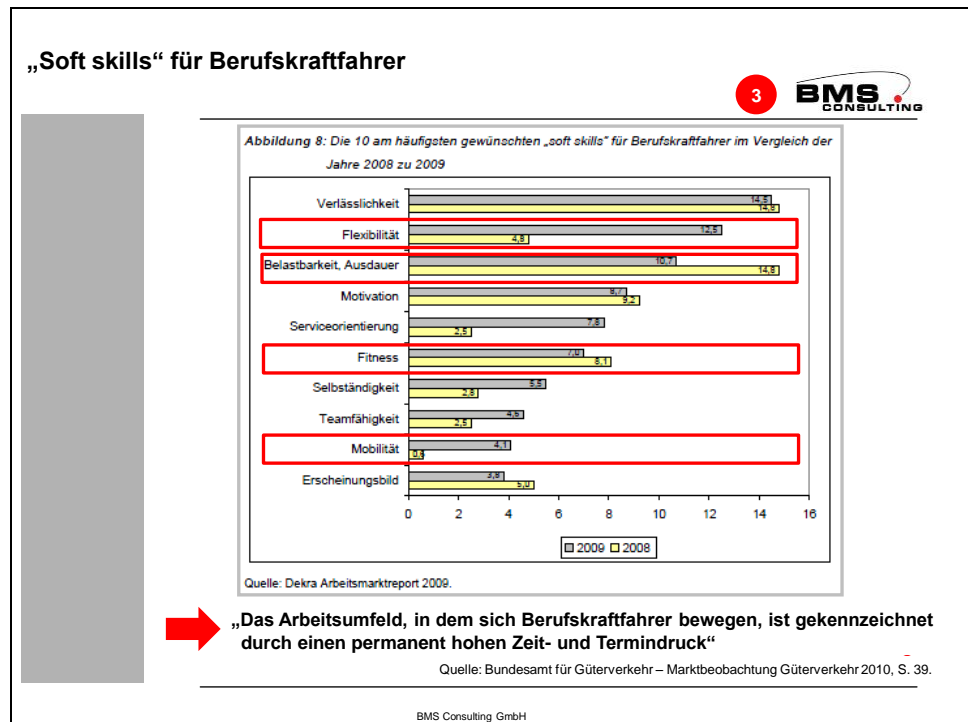 „Soft skills“ für Berufskraftfahrer
3
BMS
CONSULTING
Abbildung 8: Die 10 am häufigsten gewünschten „soft skills“ für Berufskraftfahrer im Vergleich der
Jahre 2008 zu 2009
Verlässlichkeit
14,5
14,8
Flexibilität
12,5
4,8
Belastbarkeit, Ausdauer
10,7
14,8
Motivation
8,7
9,2
Serviceorientierung
7,8
2,5
Fitness
7,0
8,1
Selbständigkeit
5,5
2,8
Teamfähigkeit
4,6
2,5
Mobilität
4,1
0,6
Erscheinungsbild
3,8
5,0
0 2 4 6 8 10 12 14 16
2009 2008
Quelle: Dekra Arbeitsmarktreport 2009.
„Das Arbeitsumfeld, in dem sich Berufskraftfahrer bewegen, ist gekennzeichnet
durch einen permanent hohen Zeit- und Termindruck“
Quelle: Bundesamt für Güterverkehr – Marktbeobachtung Güterverkehr 2010, S. 39.
BMS Consulting GmbH